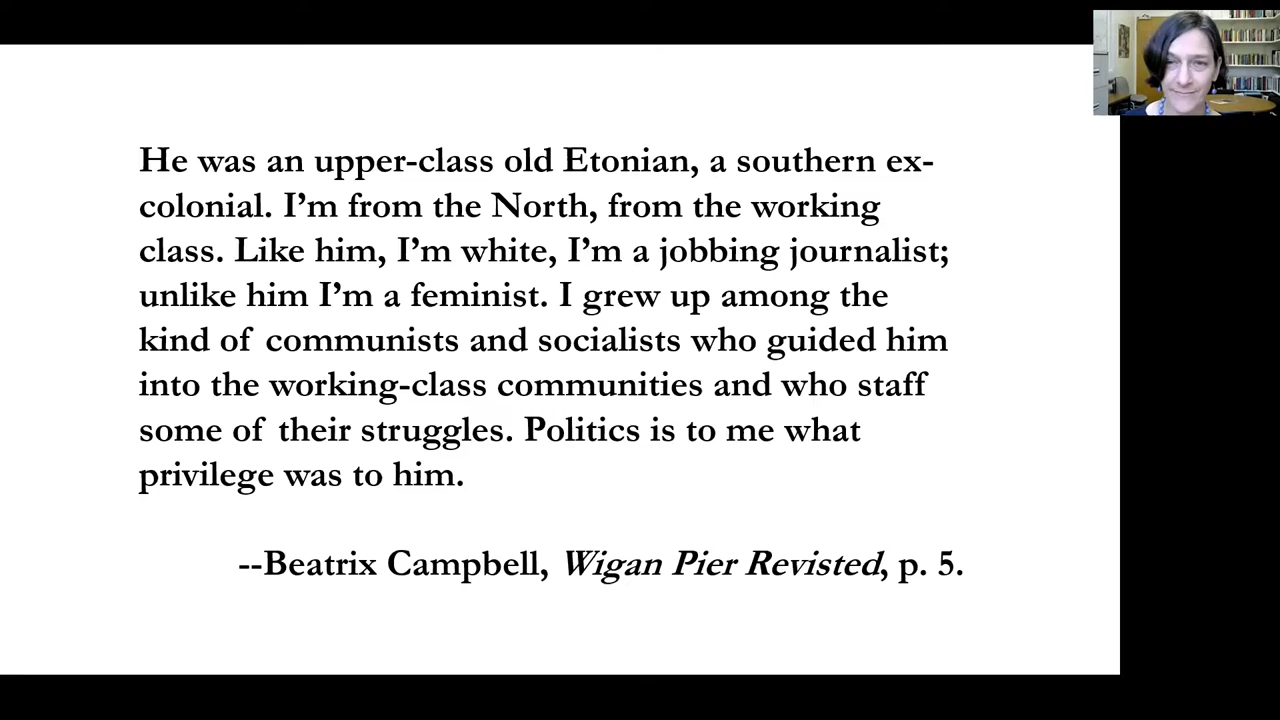 He was an upper-class old Etonian, a southern ex-
colonial. I’m from the North, from the working
class. Like him, I’m white, I’m a jobbing journalist;
unlike him I’m a feminist. I grew up among the
kind of communists and socialists who guided him
into the working-class communities and who staff
some of their struggles. Politics is to me what
privilege was to him.
--Beatrix Campbell, Wigan Pier Revisted, p. 5.